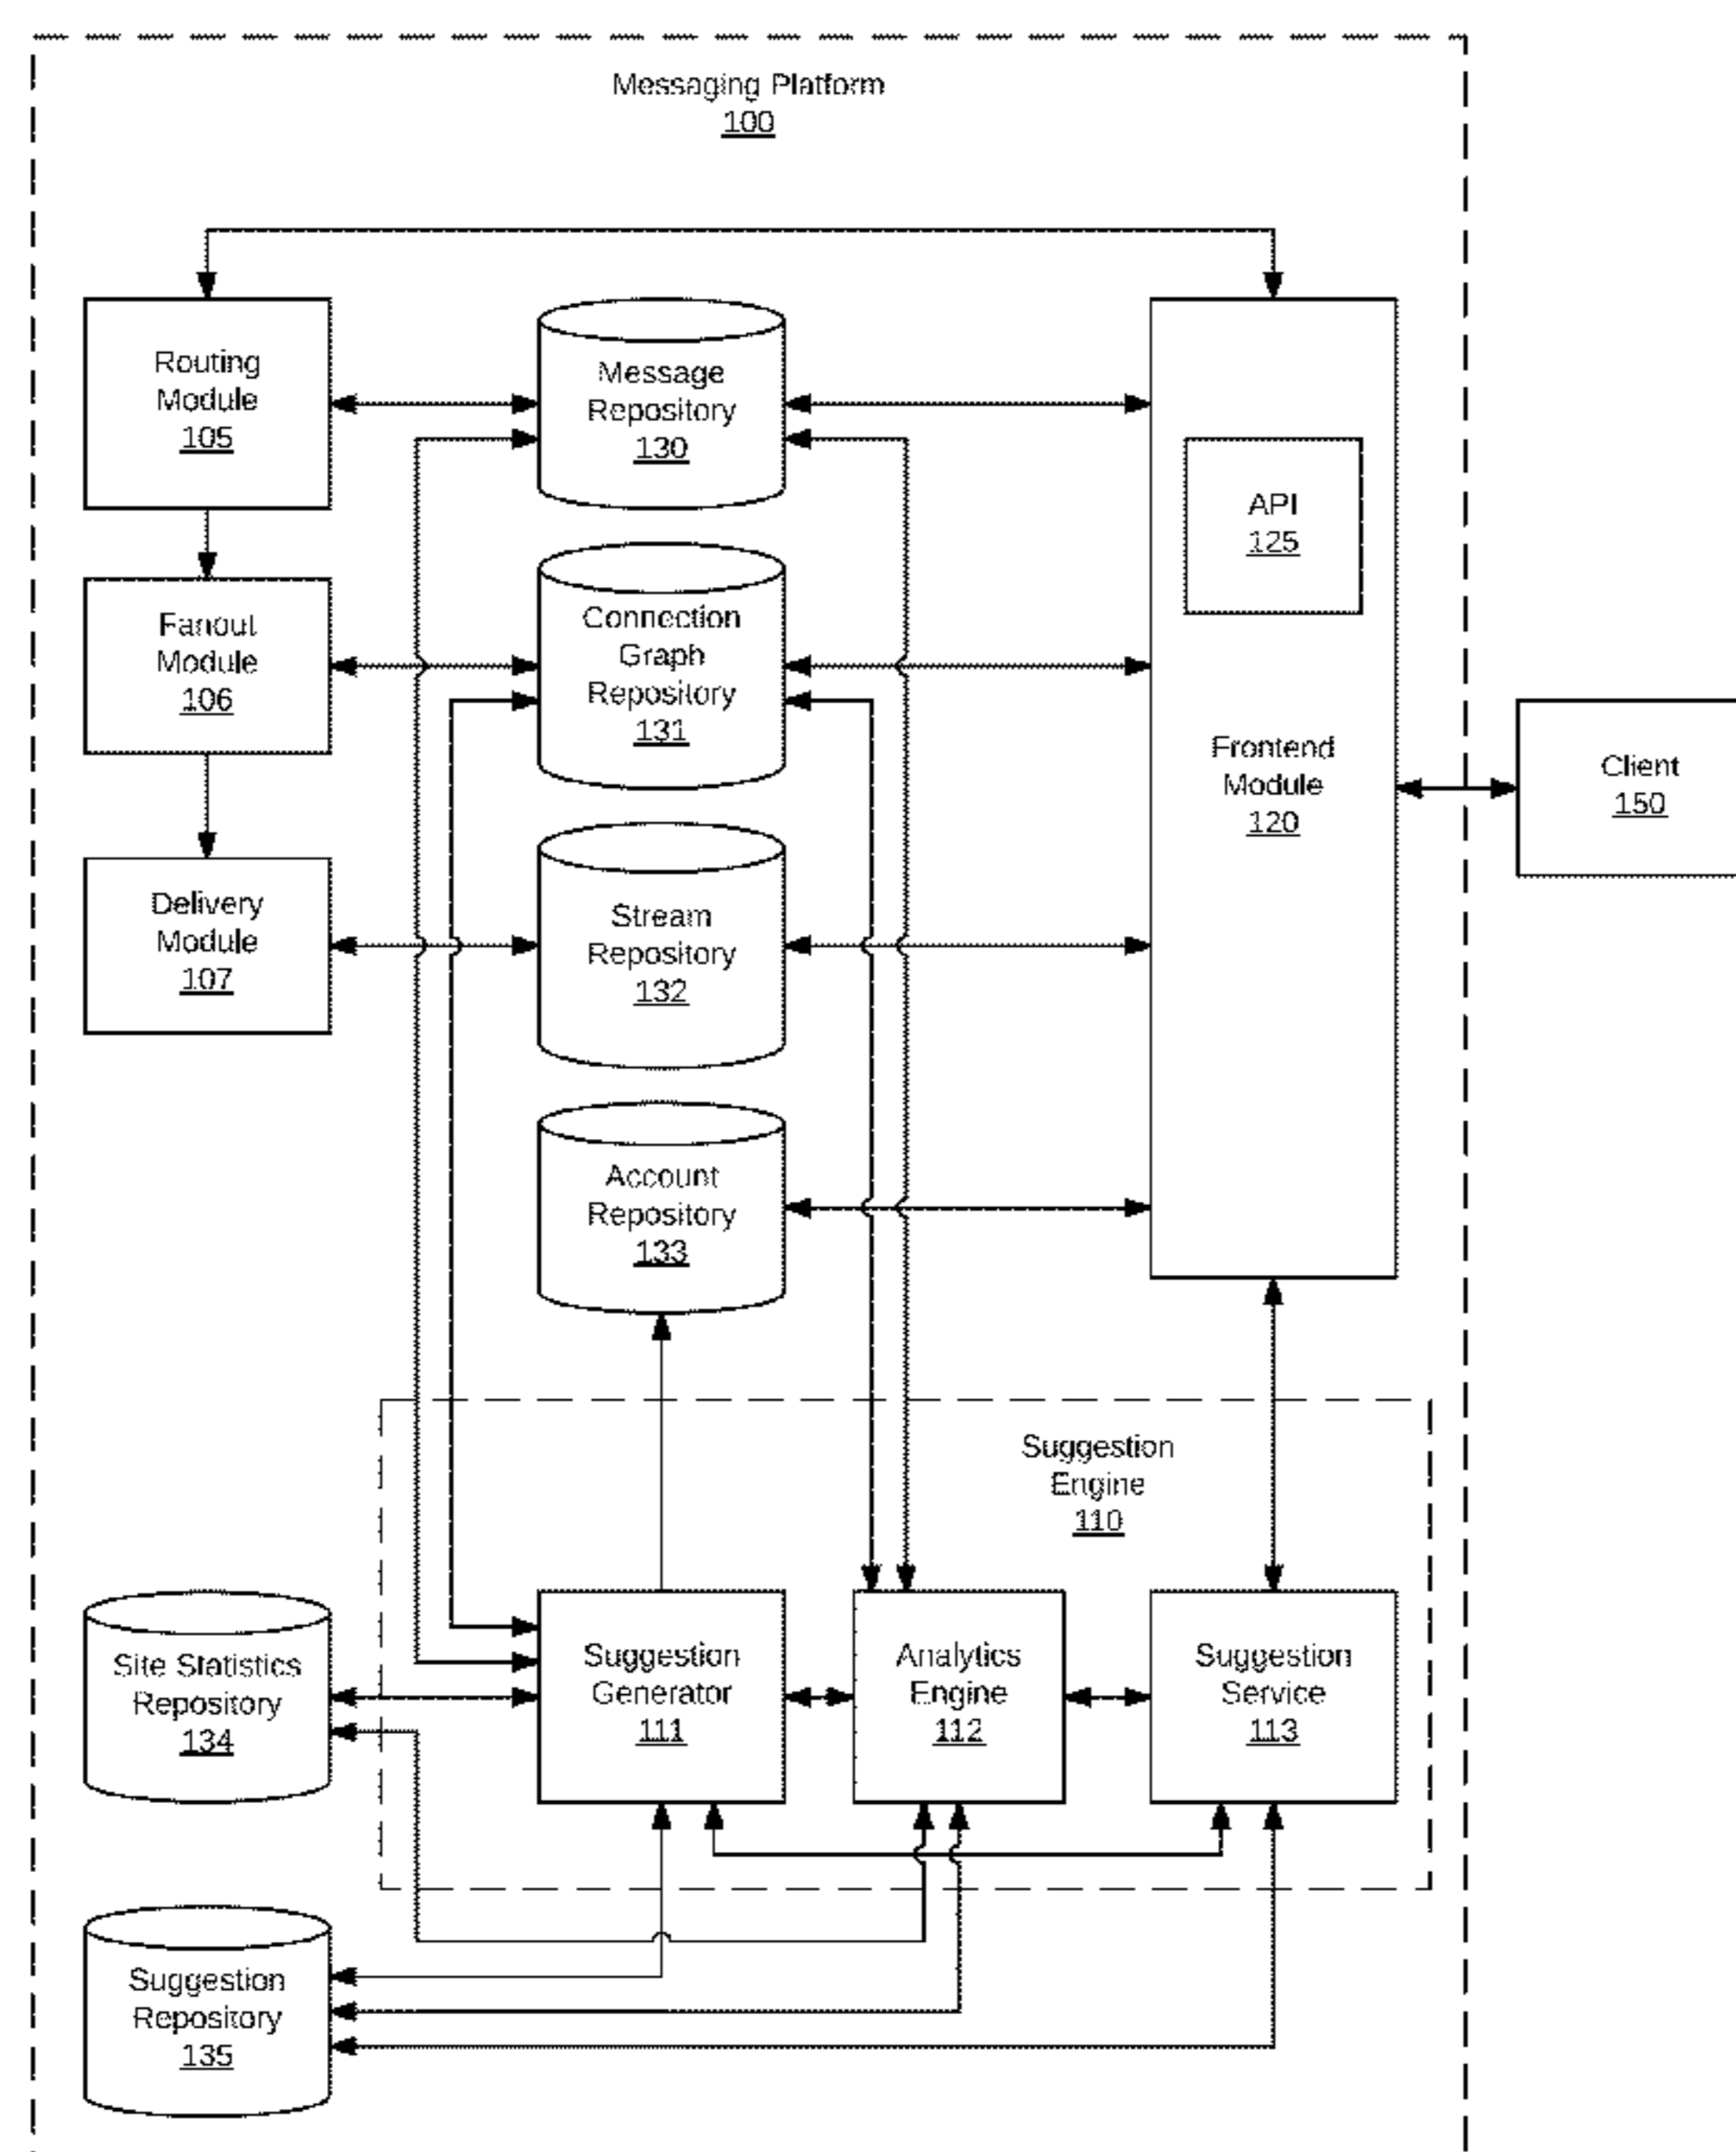 Messaging Platform
100
Routing
Module
105
Message
Repository
130
API
125
Fanout
Module
106
Connection
Graph
Repository
131
Frontend
Module
120
Client
150
Delivery
Module
107
Stream
Repository
132
Account
Repository
133
Suggestion
Engine
110
Site Statistics
Repository
134
Suggestion
Generator
111
Analytics
Engine
112
Suggestion
Service
113
Suggestion
Repository
135